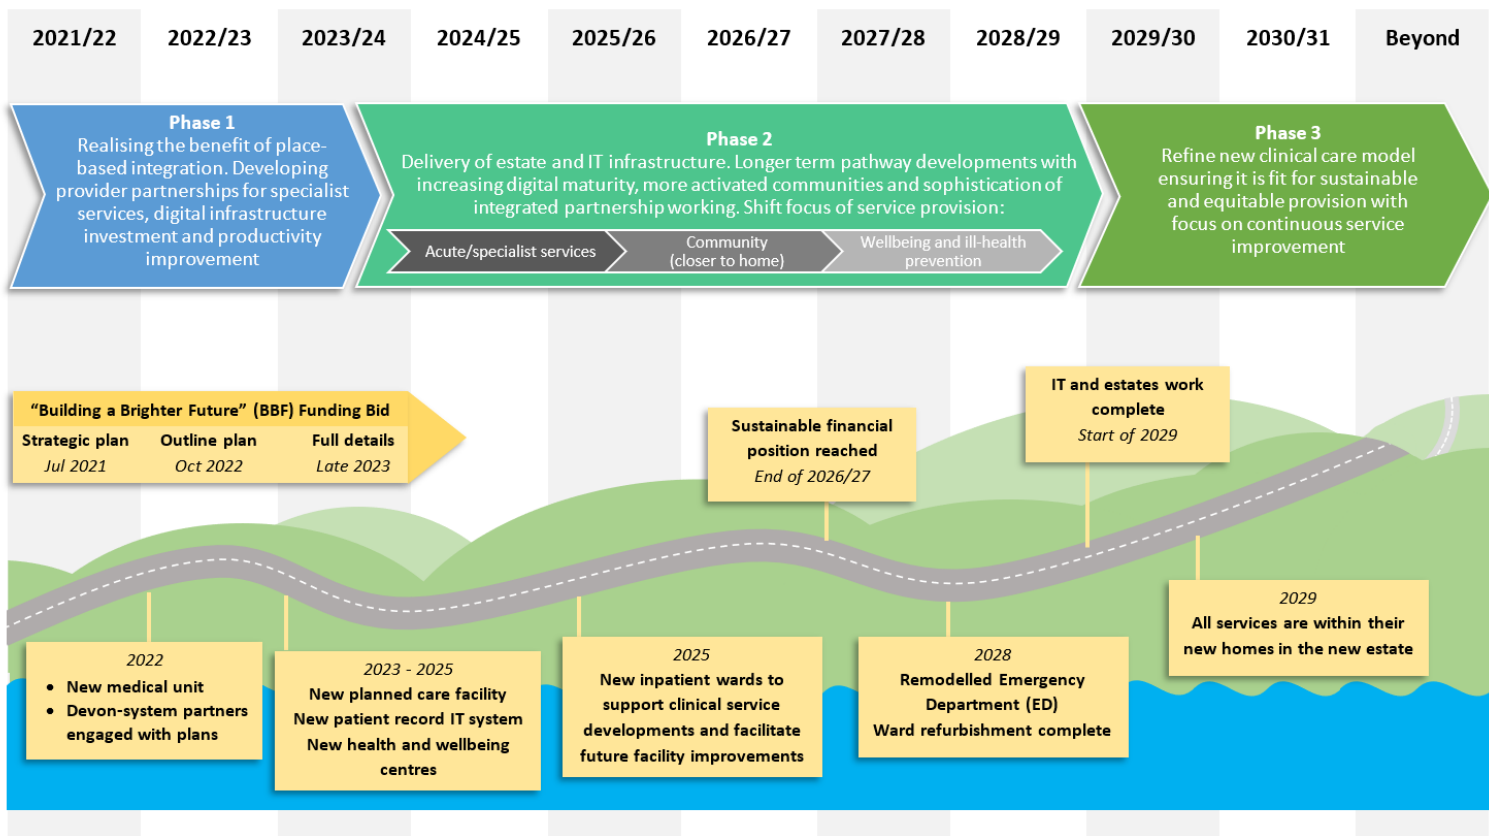 2021/22 2022/23 2023/24 2024/25 2025/26 2026/27 2027/28 2028/29 2029/30 2030/31 Beyond
Phase 1
Realising the benefit of place-
based integration. Developing
provider partnerships for specialist
services, digital infrastructure
investment and productivity
improvement
Phase 2
Delivery of estate and IT infrastructure. Longer term pathway developments with
increasing digital maturity, more activated communities and sophistication of
integrated partnership working. Shift focus of service provision:
Acute/specialist services
Community
(closer to home)
Wellbeing and ill-health
prevention
Phase 3
Refine new clinical care model
ensuring it is fit for sustainable
and equitable provision with
focus on continuous service
improvement
“Building a Brighter Future” (BBF) Funding Bid
Strategic plan Outline plan Full details
Jul 2021 Oct 2022 Late 2023
Sustainable financial
position reached
End of 2026/27
IT and estates work
complete
Start of 2029
2022
• New medical unit
• Devon-system partners
engaged with plans
2023 - 2025
New planned care facility
New patient record IT system
New health and wellbeing
centres
2025
New inpatient wards to
support clinical service
developments and facilitate
future facility improvements
2028
Remodelled Emergency
Department (ED)
Ward refurbishment complete
2029
All services are within their
new homes in the new estate